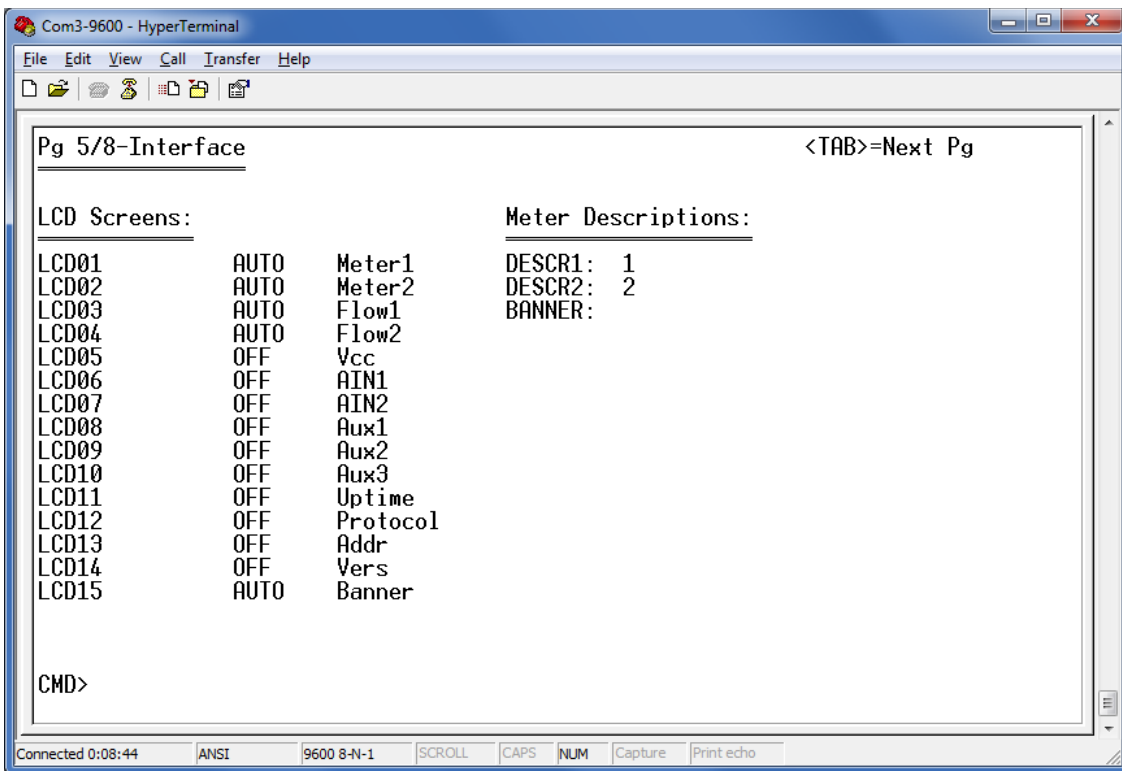 Com3-9600 - HyperTerminal
File Edit View Call Transfer Help
Pg 5/8-Interface <TAB>=Next Pg
LCD Screens: Meter Descriptions:
LCD01 AUTO Meter1 DESCR1: 1
LCD02 AUTO Meter2 DESCR2: 2
LCD03 AUTO Flow1 BANNER:
LCD04 AUTO Flow2
LCD05 OFF Vcc
LCD06 OFF AIN1
LCD07 OFF AIN2
LCD08 OFF Aux1
LCD09 OFF Aux2
LCD10 OFF Aux3
LCD11 OFF Uptime
LCD12 OFF Protocol
LCD13 OFF Addr
LCD14 OFF Vers
LCD15 AUTO Banner
CMD>
Connected 0:08:44 ANSI 9600 8-N-1 SCROLL CAPS NUM Capture Print echo